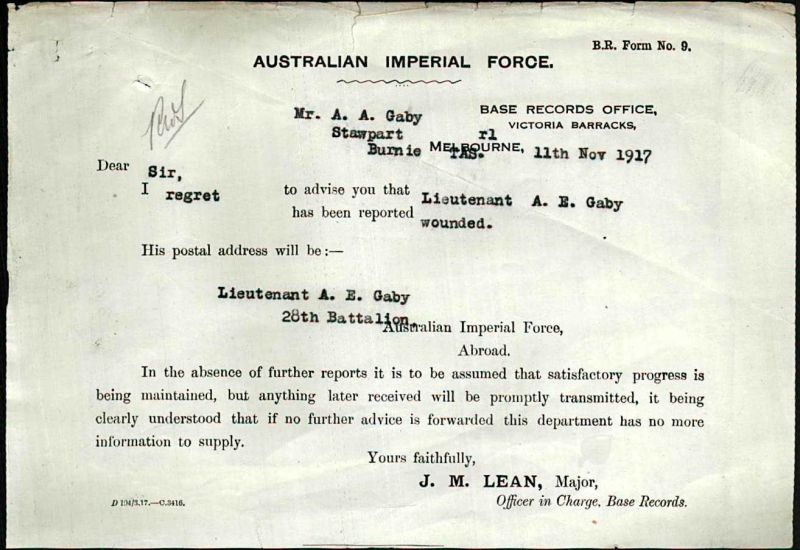 B.R. Form No. 9.
AUSTRALIAN IMPERIAL FORCE.
Mr. A. A. Gaby
BASE RECORDS OFFICE,
VICTORIA BARRACKS,
Stawpart rl
Burnie TAS.
MELBOURNE, 11th Nov 1917
Dear Sir,
I regret to advise you that Lieutenant A. E. Gaby
has been reported wounded.
His postal address will be:—
Lieutenant A. E. Gaby
28th Battalion,
Australian Imperial Force,
Abroad.
In the absence of further reports it is to be assumed that satisfactory progress is
being maintained, but anything later received will be promptly transmitted, it being
clearly understood that if no further advice is forwarded this department has no more
information to supply.
Yours faithfully,
J. M. LEAN, Major,
Officer in Charge, Base Records.
D 194/3.17.—C.3416.